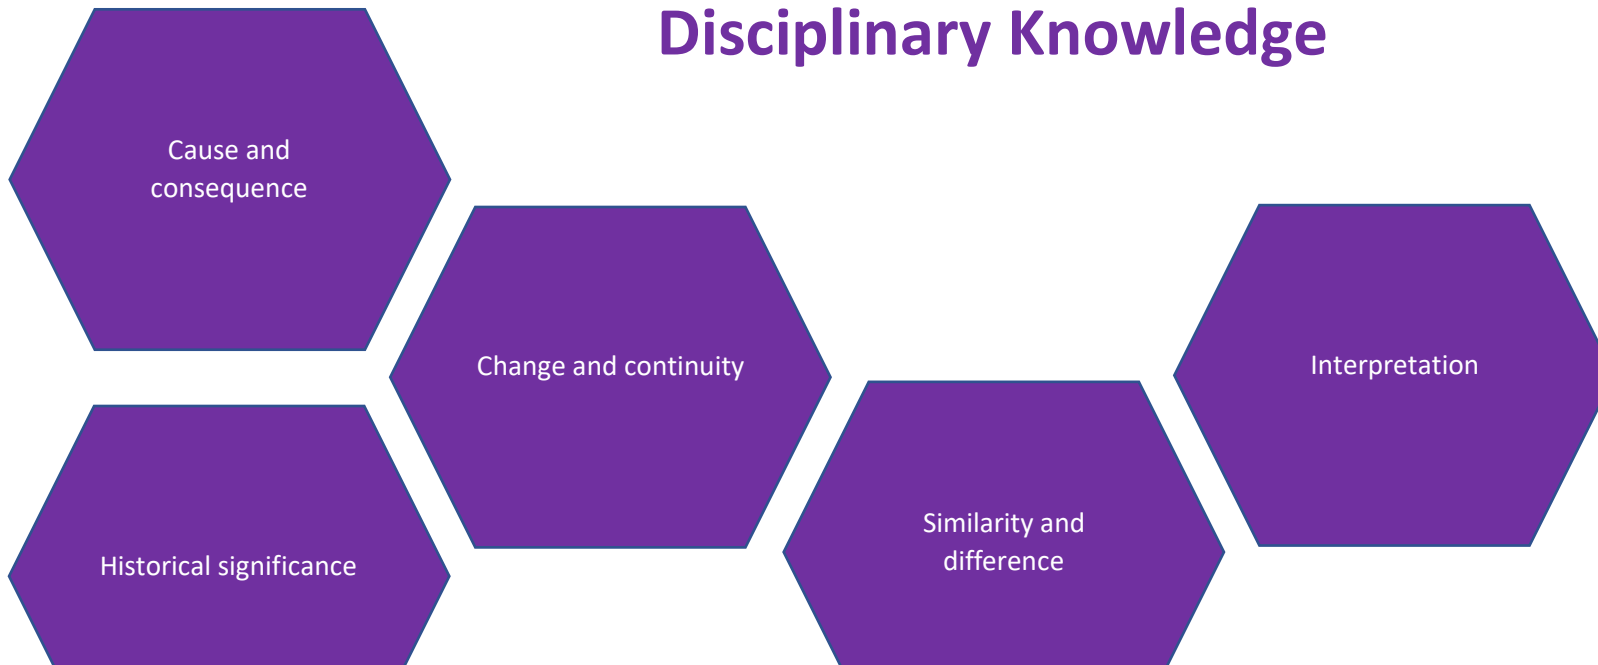 Disciplinary Knowledge
Cause and
consequence
Change and continuity
Interpretation
Historical significance
Similarity and
difference